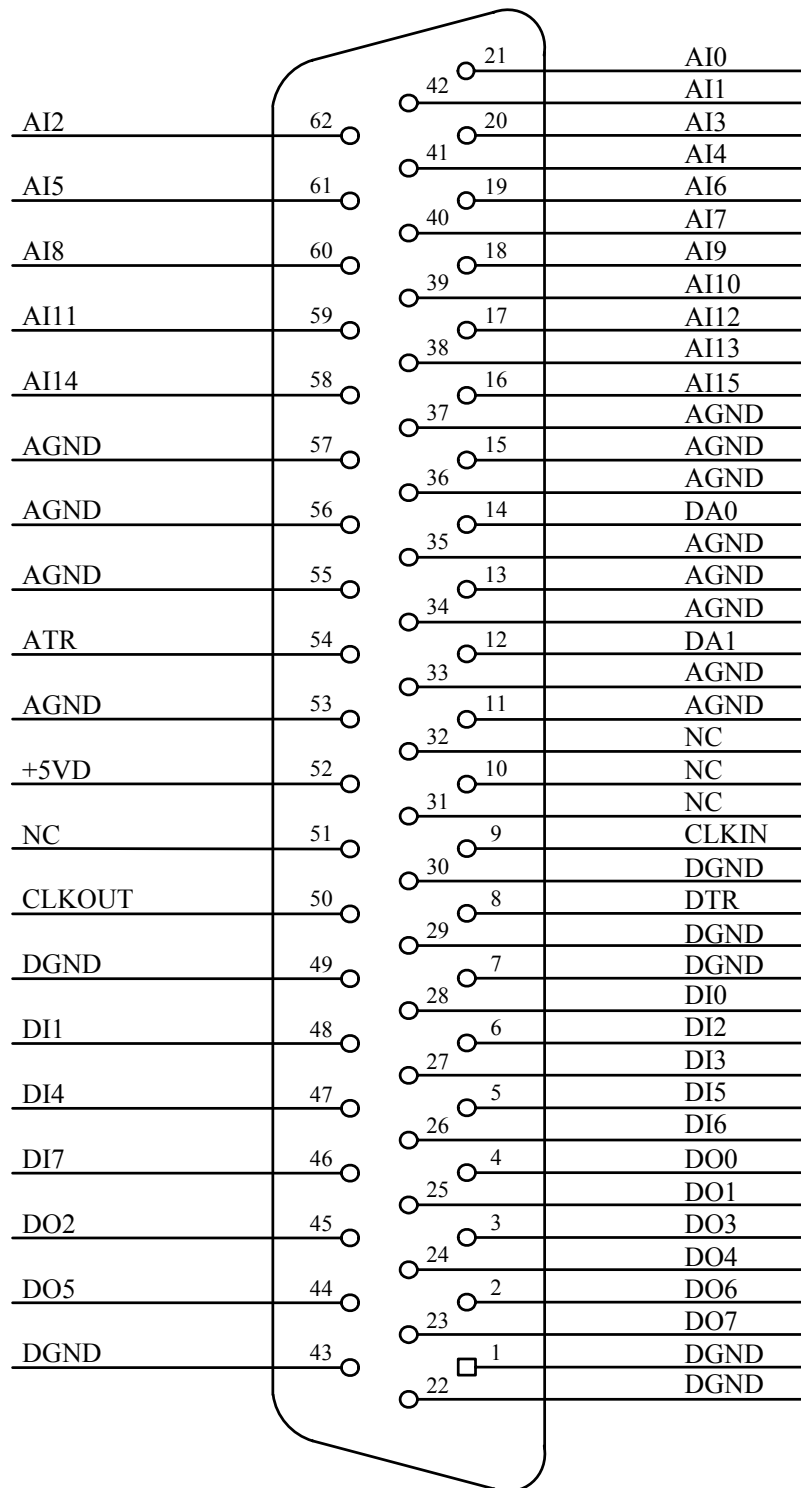 21 AI0
42 AI1
AI2 62 20 AI3
41 AI4
AI5 61 19 AI6
40 AI7
AI8 60 18 AI9
39 AI10
AI11 59 17 AI12
38 AI13
AI14 58 16 AI15
37 AGND
AGND 57 15 AGND
36 AGND
AGND 56 14 DA0
35 AGND
AGND 55 13 AGND
34 AGND
ATR 54 12 DA1
33 AGND
AGND 53 11 AGND
32 NC
+5VD 52 10 NC
31 NC
NC 51 9 CLKIN
30 DGND
CLKOUT 50 8 DTR
29 DGND
DGND 49 7 DGND
28 DI0
DI1 48 6 DI2
27 DI3
DI4 47 5 DI5
26 DI6
DI7 46 4 DO0
25 DO1
DO2 45 3 DO3
24 DO4
DO5 44 2 DO6
23 DO7
DGND 43 1 DGND
22 DGND